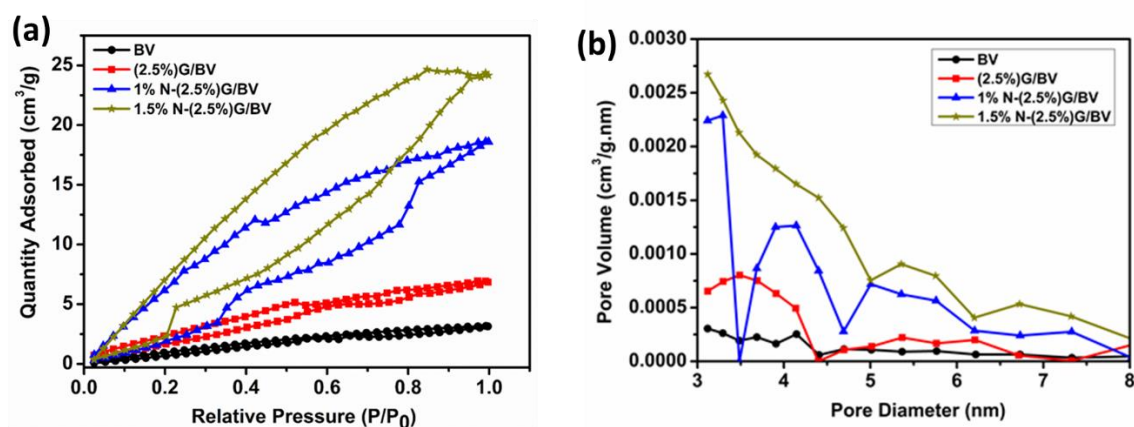 (a)
BV
(2.5%)G/BV
1% N-(2.5%)G/BV
1.5% N-(2.5%)G/BV
Quantity Adsorbed (cm³/g)
25
20
15
10
5
0
0.0 0.2 0.4 0.6 0.8 1.0
Relative Pressure (P/P₀)
(b)
BV
(2.5%)G/BV
1% N-(2.5%)G/BV
1.5% N-(2.5%)G/BV
Pore Volume (cm³/g.nm)
0.0030
0.0025
0.0020
0.0015
0.0010
0.0005
0.0000
3 4 5 6 7 8
Pore Diameter (nm)